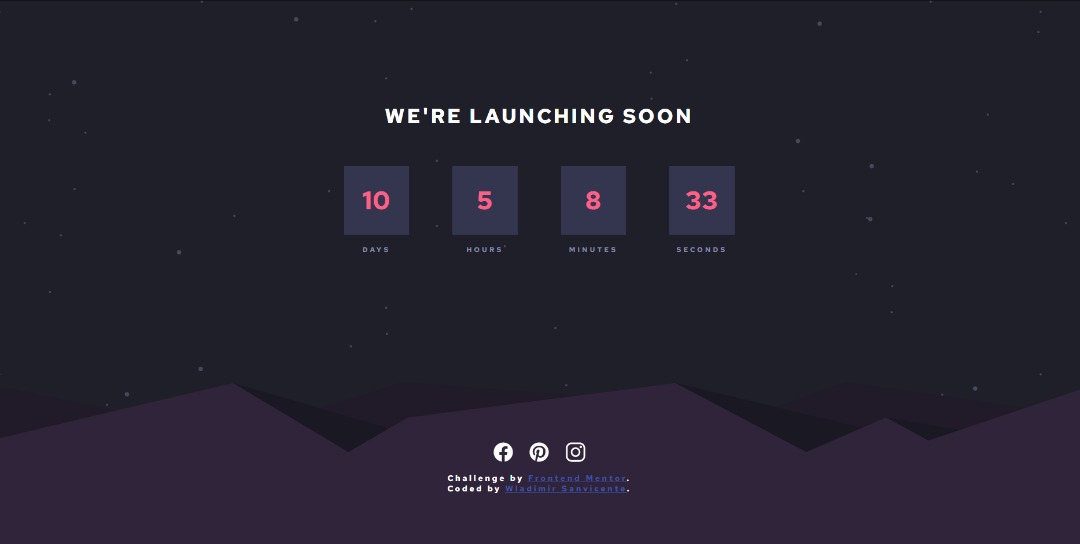 WE'RE LAUNCHING SOON
10 5 8 33
DAYS HOURS MINUTES SECONDS
Challenge by Frontend Mentor.
Coded by Wladimir Sanvicente.